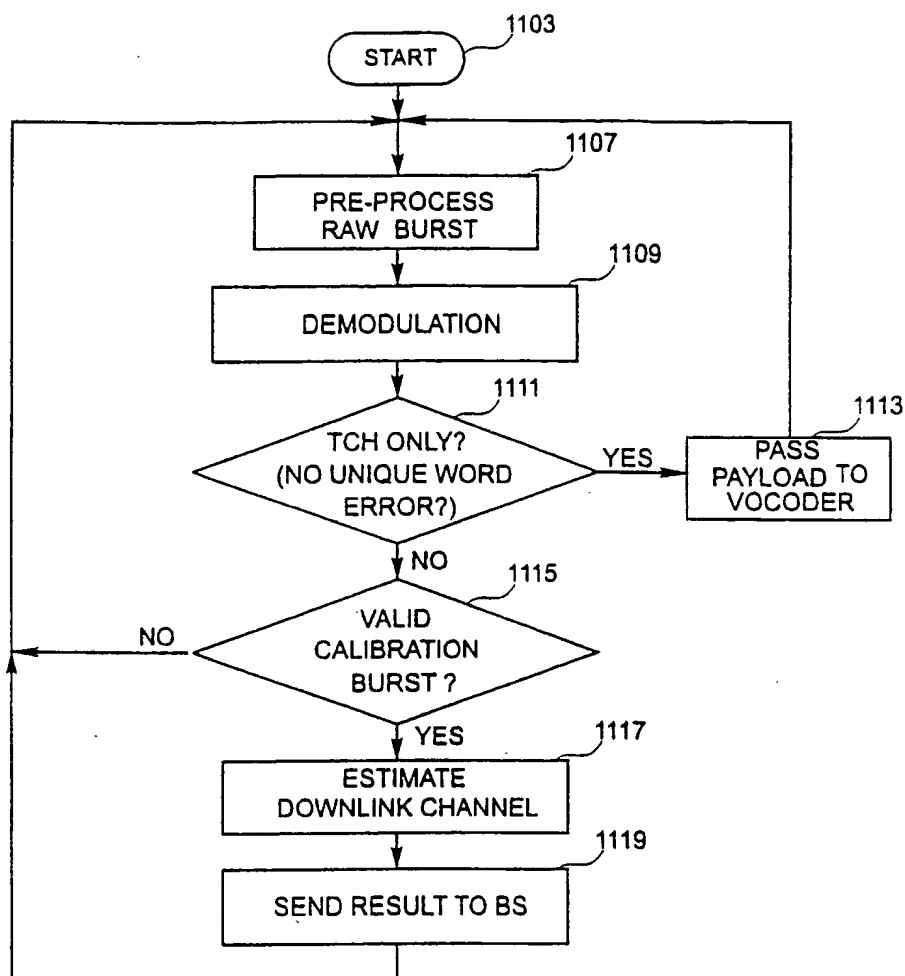 1103
START
1107
PRE-PROCESS
RAW BURST
1109
DEMODULATION
1111
TCH ONLY?
(NO UNIQUE WORD
ERROR?)
YES
1113
PASS
PAYLOAD TO
VOCODER
NO
1115
VALID
CALIBRATION
BURST ?
NO
YES
1117
ESTIMATE
DOWNLINK CHANNEL
1119
SEND RESULT TO BS